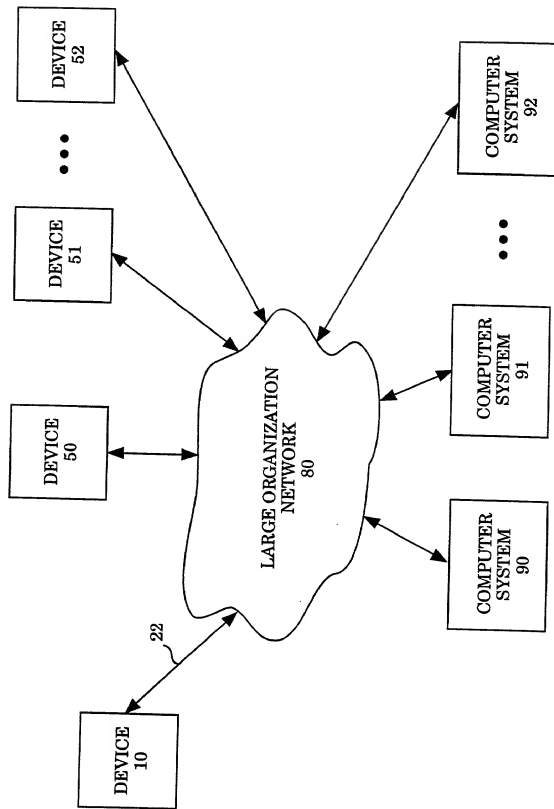 DEVICE
10
22
DEVICE
50
DEVICE
51
DEVICE
52
LARGE ORGANIZATION
NETWORK
80
COMPUTER
SYSTEM
90
COMPUTER
SYSTEM
91
COMPUTER
SYSTEM
92